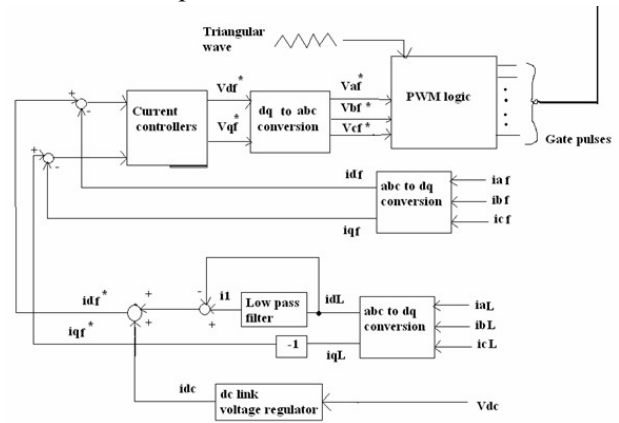 Triangular
wave
Vdf*
Vqf*
Current
controllers
dq to abc
conversion
Vaf*
Vbf*
Vcf*
PWM logic
Gate pulses
+
-
+
-
idf
iqf
abc to dq
conversion
iaf
ibf
icf
idf*
iqf*
+
+
-
+
i1
Low pass
filter
idL
abc to dq
conversion
iaL
ibL
icL
-1
iqL
idc
dc link
voltage regulator
Vdc